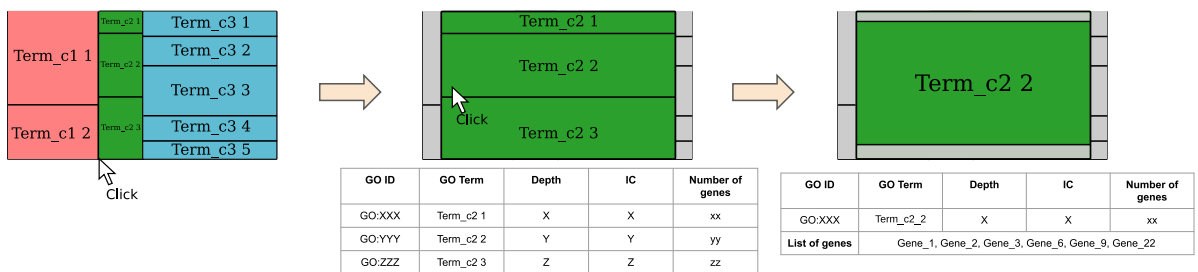 Term_c1 1
Term_c1 2
Term_c2 1
Term_c2 2
Term_c2 3
Term_c3 1
Term_c3 2
Term_c3 3
Term_c3 4
Term_c3 5
Click
Term_c2 1
Term_c2 2
Term_c2 3
Click
GO ID GO Term Depth IC Number of
genes
GO:XXX Term_c2 1 X X xx
GO:YYY Term_c2 2 Y Y yy
GO:ZZZ Term_c2 3 Z Z zz
Term_c2 2
GO ID GO Term Depth IC Number of
genes
GO:XXX Term_c2_2 X X xx
List of genes Gene_1, Gene_2, Gene_3, Gene_6, Gene_9, Gene_22